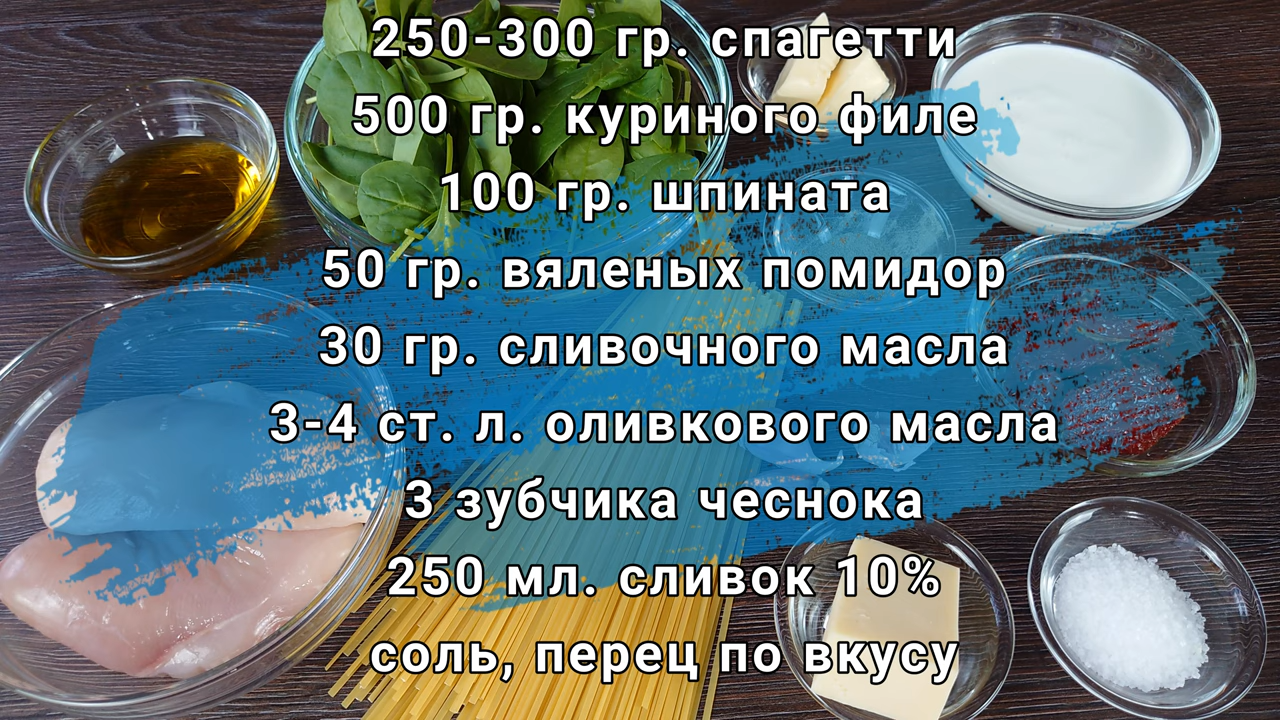 250-300 гр. спагетти
500 гр. куриного филе
100 гр. шпината
50 гр. вяленых помидор
30 гр. сливочного масла
3-4 ст. л. оливкового масла
3 зубчика чеснока
250 мл. сливок 10%
соль, перец по вкусу